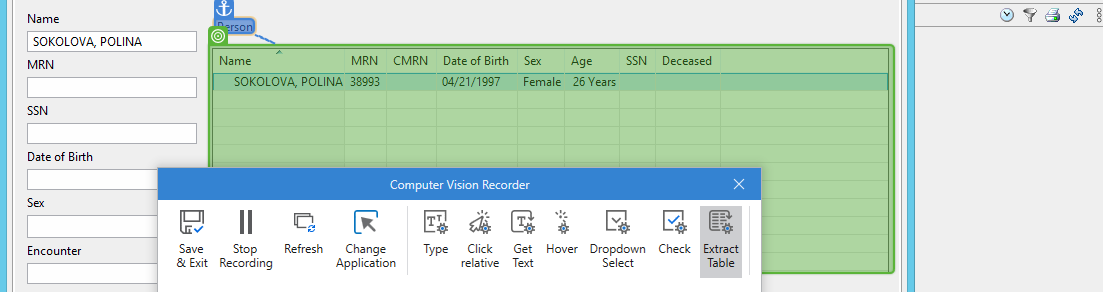 Name
SOKOLOVA, POLINA
MRN
SSN
Date of Birth
Sex
Encounter
Person
Name MRN CMRN Date of Birth Sex Age SSN Deceased
SOKOLOVA, POLINA 38993 04/21/1997 Female 26 Years
Computer Vision Recorder
Save & Exit
Stop Recording
Refresh
Change Application
Type
Click relative
Get Text
Hover
Dropdown Select
Check
Extract Table